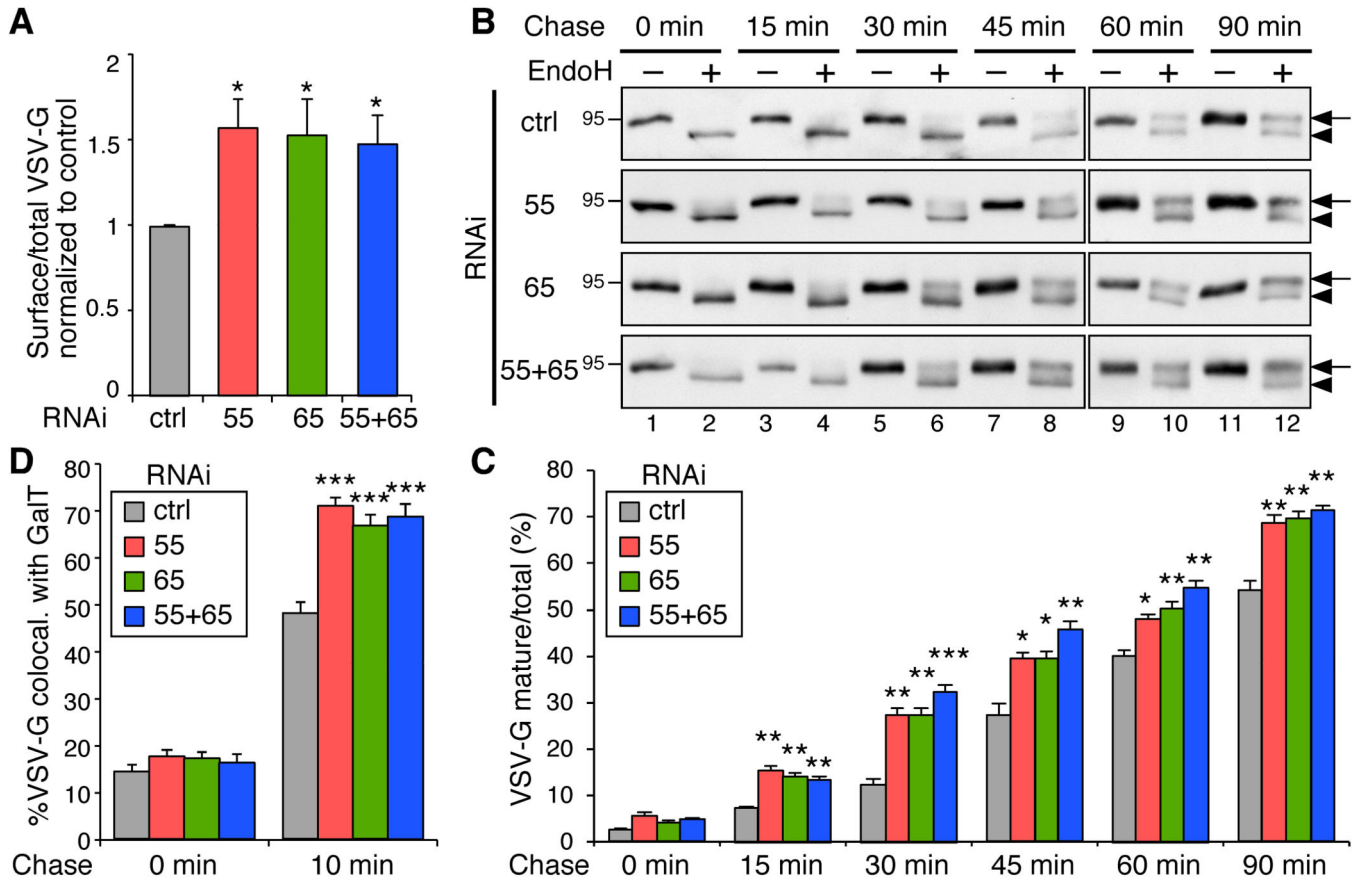 A
Surface/total VSV-G
normalized to control
2
1.5
1
0.5
0
* * *
RNAi ctrl 55 65 55+65
B
Chase 0 min 15 min 30 min 45 min 60 min 90 min
EndoH − + − + − + − + − + − +
RNAi
ctrl 95
55 95
65 95
55+65 95
1 2 3 4 5 6 7 8 9 10 11 12
D
%VSV-G colocal. with GalT
80
70
60
50
40
30
20
10
0
RNAi
ctrl
55
65
55+65
*** *** ***
Chase 0 min 10 min
C
VSV-G mature/total (%)
80
70
60
50
40
30
20
10
0
RNAi
ctrl
55
65
55+65
** ** **
** ** ***
* * **
* ** **
** ** **
Chase 0 min 15 min 30 min 45 min 60 min 90 min